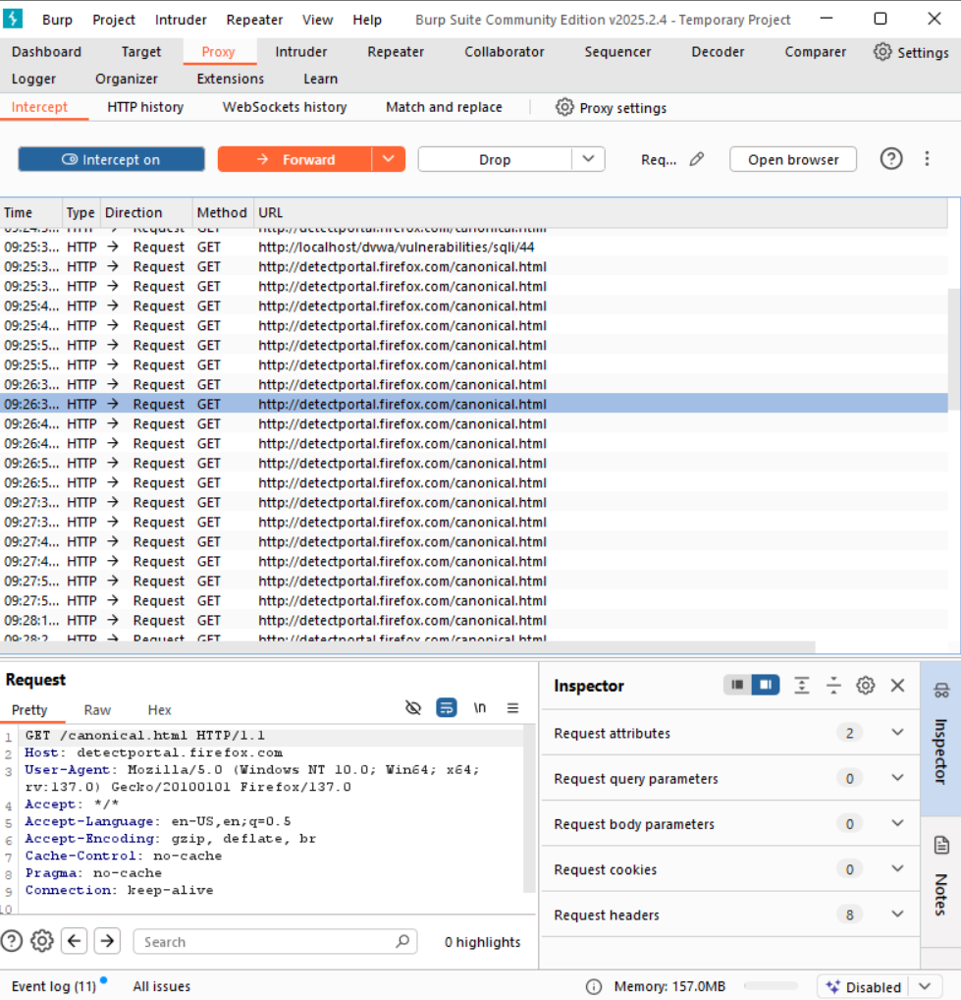 Burp Project Intruder Repeater View Help Burp Suite Community Edition v2025.2.4 - Temporary Project
Dashboard Target Proxy Intruder Repeater Collaborator Sequencer Decoder Comparer Settings
Logger Organizer Extensions Learn
Intercept HTTP history WebSockets history Match and replace Proxy settings
Intercept on Forward Drop Req... Open browser
Time Type Direction Method URL
09:24:3... HTTP → Request GET http://detectportal.firefox.com/canonical.html
09:25:3... HTTP → Request GET http://localhost/dvwa/vulnerabilities/sqli/44
09:25:3... HTTP → Request GET http://detectportal.firefox.com/canonical.html
09:25:3... HTTP → Request GET http://detectportal.firefox.com/canonical.html
09:25:4... HTTP → Request GET http://detectportal.firefox.com/canonical.html
09:25:4... HTTP → Request GET http://detectportal.firefox.com/canonical.html
09:25:5... HTTP → Request GET http://detectportal.firefox.com/canonical.html
09:25:5... HTTP → Request GET http://detectportal.firefox.com/canonical.html
09:26:3... HTTP → Request GET http://detectportal.firefox.com/canonical.html
09:26:3... HTTP → Request GET http://detectportal.firefox.com/canonical.html
09:26:4... HTTP → Request GET http://detectportal.firefox.com/canonical.html
09:26:4... HTTP → Request GET http://detectportal.firefox.com/canonical.html
09:26:5... HTTP → Request GET http://detectportal.firefox.com/canonical.html
09:26:5... HTTP → Request GET http://detectportal.firefox.com/canonical.html
09:27:3... HTTP → Request GET http://detectportal.firefox.com/canonical.html
09:27:3... HTTP → Request GET http://detectportal.firefox.com/canonical.html
09:27:4... HTTP → Request GET http://detectportal.firefox.com/canonical.html
09:27:4... HTTP → Request GET http://detectportal.firefox.com/canonical.html
09:27:5... HTTP → Request GET http://detectportal.firefox.com/canonical.html
09:27:5... HTTP → Request GET http://detectportal.firefox.com/canonical.html
09:28:1... HTTP → Request GET http://detectportal.firefox.com/canonical.html
09:28:2... HTTP → Request GET http://detectportal.firefox.com/canonical.html
Request
Pretty Raw Hex \n
1 GET /canonical.html HTTP/1.1
2 Host: detectportal.firefox.com
3 User-Agent: Mozilla/5.0 (Windows NT 10.0; Win64; x64;
rv:137.0) Gecko/20100101 Firefox/137.0
4 Accept: */*
5 Accept-Language: en-US,en;q=0.5
6 Accept-Encoding: gzip, deflate, br
7 Cache-Control: no-cache
8 Pragma: no-cache
9 Connection: keep-alive
10
Search 0 highlights
Inspector
Request attributes 2
Request query parameters 0
Request body parameters 0
Request cookies 0
Request headers 8
Inspector
Notes
Event log (11) All issues Memory: 157.0MB Disabled